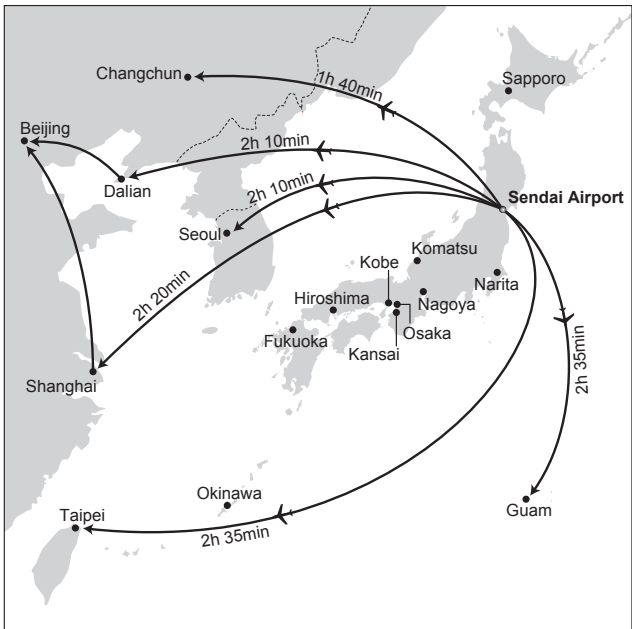 Changchun
1h 40min
Sapporo
Beijing
2h 10min
Dalian
2h 10min
Sendai Airport
Seoul
Komatsu
Kobe
Narita
2h 20min
Hiroshima
Nagoya
Fukuoka
Osaka
Kansai
Shanghai
2h 35min
Okinawa
Guam
Taipei
2h 35min